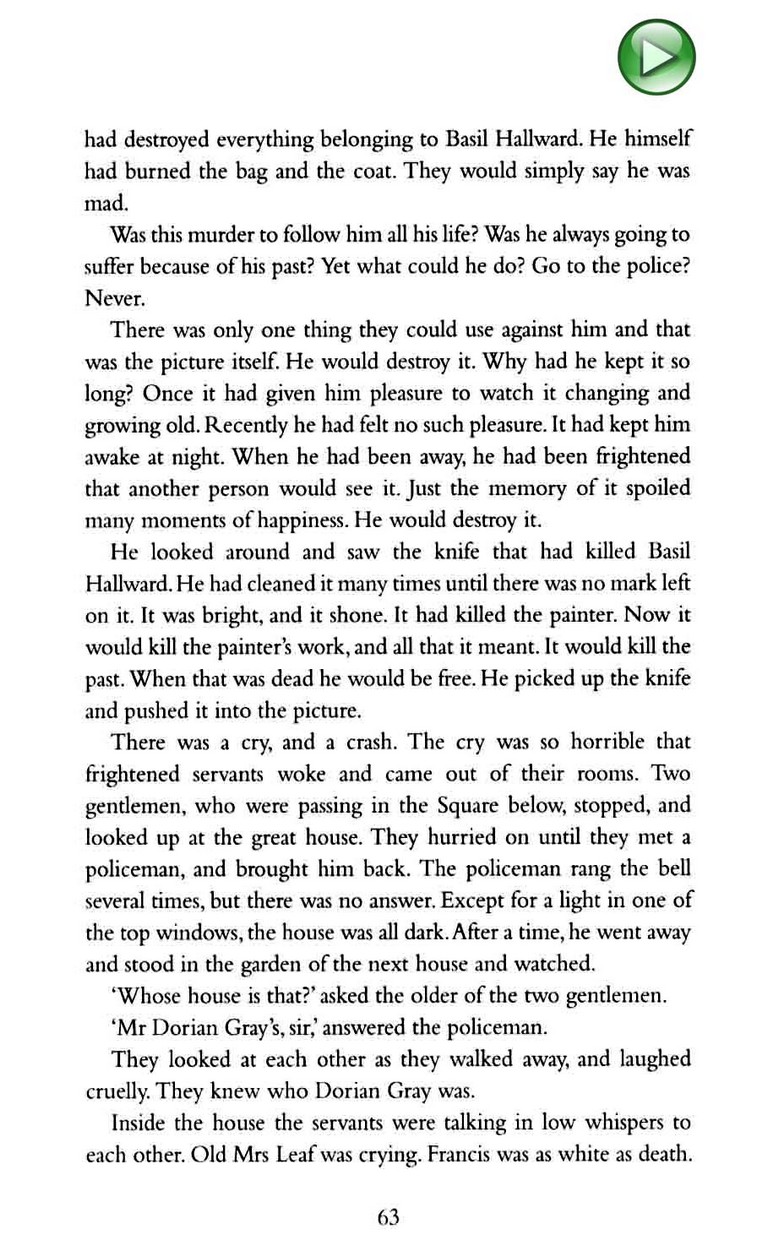 had destroyed everything belonging to Basil Hallward. He himself
had burned the bag and the coat. They would simply say he was
mad.
Was this murder to follow him all his life? Was he always going to
suffer because of his past? Yet what could he do? Go to the police?
Never.
There was only one thing they could use against him and that
was the picture itself. He would destroy it. Why had he kept it so
long? Once it had given him pleasure to watch it changing and
growing old. Recently he had felt no such pleasure. It had kept him
awake at night. When he had been away, he had been frightened
that another person would see it. Just the memory of it spoiled
many moments of happiness. He would destroy it.
He looked around and saw the knife that had killed Basil
Hallward. He had cleaned it many times until there was no mark left
on it. It was bright, and it shone. It had killed the painter. Now it
would kill the painter's work, and all that it meant. It would kill the
past. When that was dead he would be free. He picked up the knife
and pushed it into the picture.
There was a cry, and a crash. The cry was so horrible that
frightened servants woke and came out of their rooms. Two
gentlemen, who were passing in the Square below, stopped, and
looked up at the great house. They hurried on until they met a
policeman, and brought him back. The policeman rang the bell
several times, but there was no answer. Except for a light in one of
the top windows, the house was all dark. After a time, he went away
and stood in the garden of the next house and watched.
‘Whose house is that?’ asked the older of the two gentlemen.
‘Mr Dorian Gray's, sir,’ answered the policeman.
They looked at each other as they walked away, and laughed
cruelly. They knew who Dorian Gray was.
Inside the house the servants were talking in low whispers to
each other. Old Mrs Leaf was crying. Francis was as white as death.
63